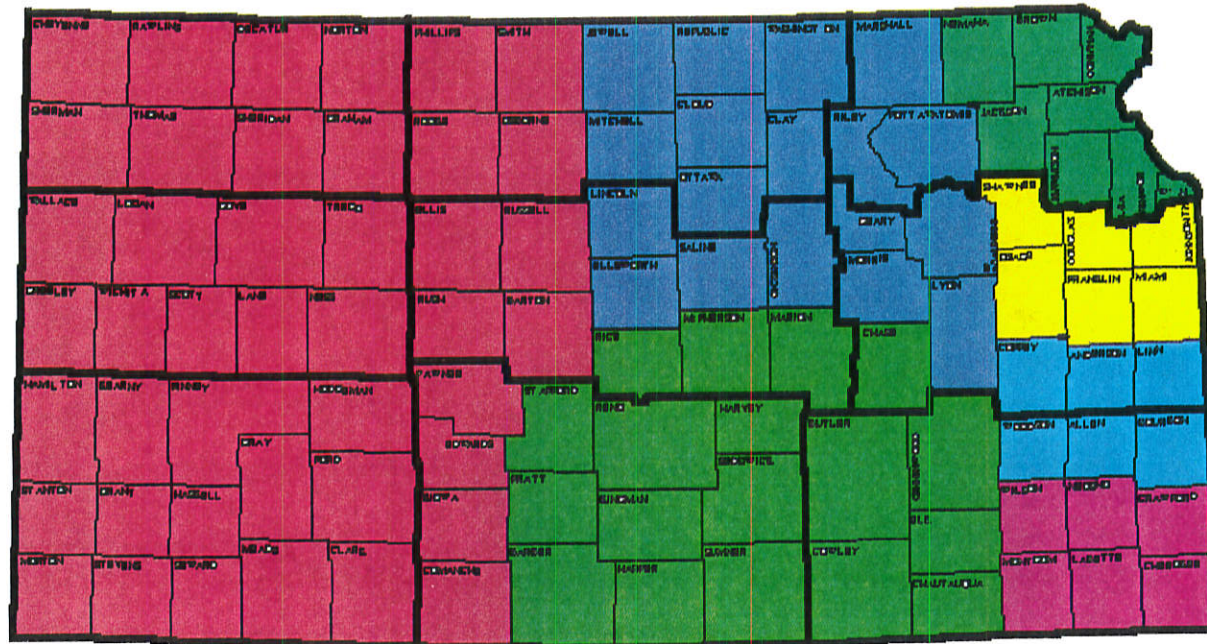 CHEYENNE
RAWLINS
DECATUR
NORTON
PHILLIPS
SMITH
JEWELL
REPUBLIC
WASHINGTON
MARSHALL
NEMAHA
BROWN
SHERMAN
THOMAS
SHERIDAN
GRAHAM
ROOKS
OSBORNE
MITCHELL
CLOUD
CLAY
RILEY
POTTAWATOMIE
JACKSON
ATCHISON
OTTAWA
LINCOLN
WALLACE
LOGAN
GOVE
TREGO
ELLIS
RUSSELL
SALINE
GEARY
DOUGLAS
ELLSWORTH
MORRIS
OSAGE
LYON
FRANKLIN
MIAMI
GREELEY
WICHITA
SCOTT
LANE
NESS
RUSH
BARTON
RICE
MCPHERSON
MARION
CHASE
COFFEY
ANDERSON
LINN
HAMILTON
KEARNY
FINNEY
HODGEMAN
PAWNEE
STAFFORD
RENO
HARVEY
BUTLER
GREENWOOD
WOODSON
ALLEN
BOURBON
GRAY
EDWARDS
FORD
PRATT
SEDGWICK
STANTON
GRANT
HASKELL
KIOWA
KINGMAN
ELK
WILSON
NEOSHO
CRAWFORD
MEADE
CLARK
BARBER
SUMNER
COWLEY
MORTON
STEVENS
SEWARD
COMANCHE
HARPER
CHAUTAUQUA
MONTGOM
LABETTE
CHEROKEE